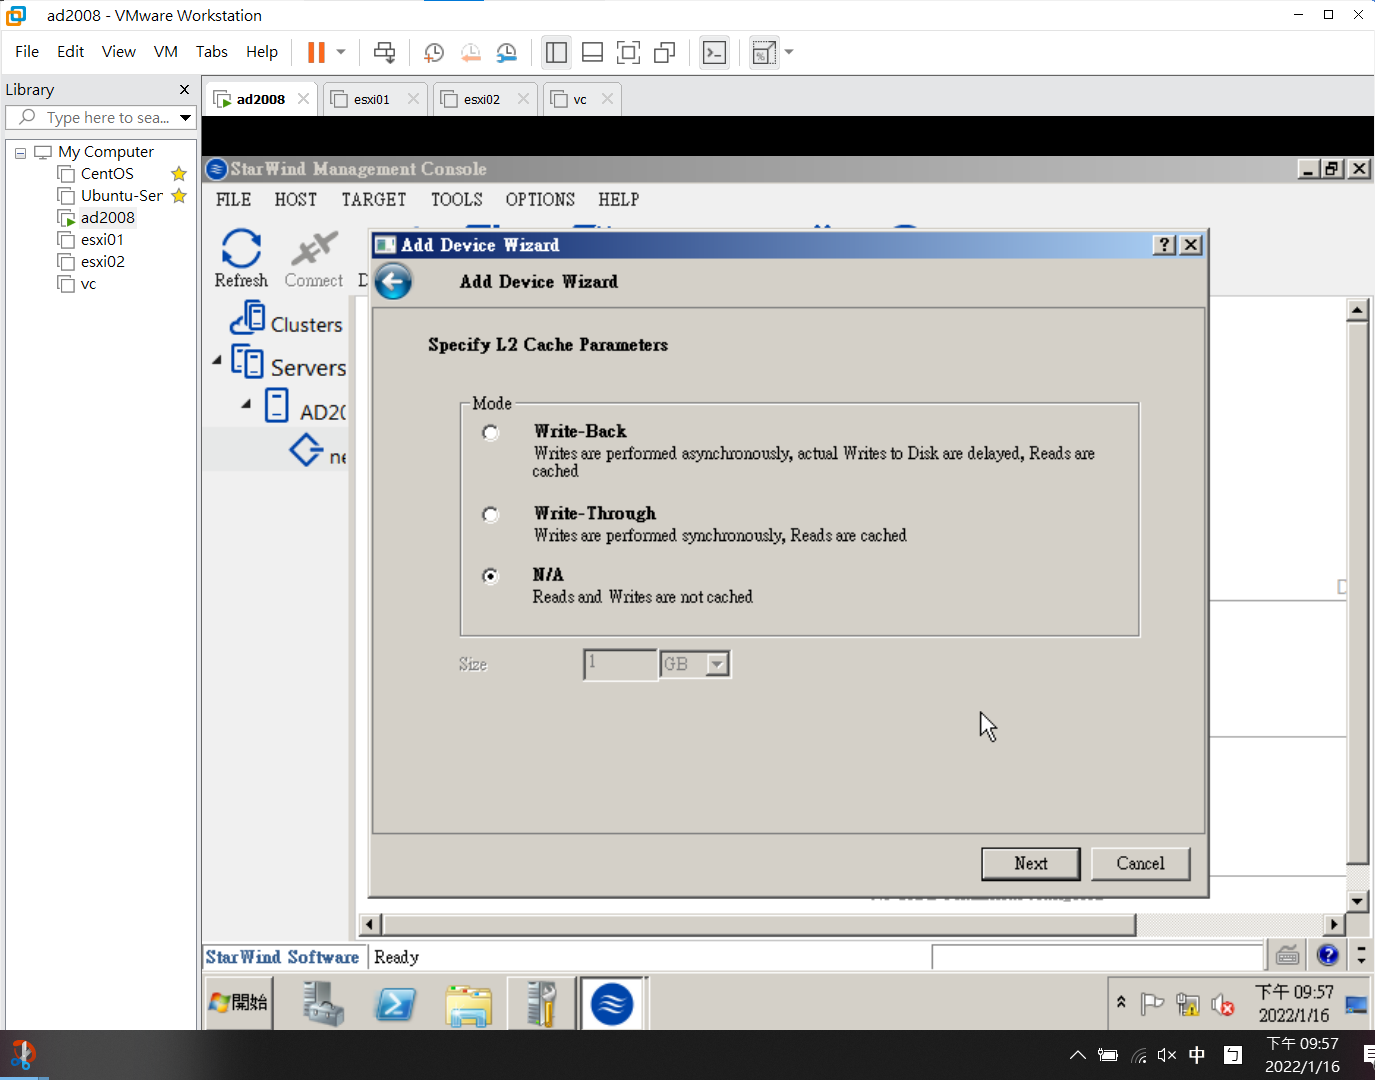 ad2008 - VMware Workstation
File Edit View VM Tabs Help
Library
Type here to sea...
My Computer
CentOS
Ubuntu-Ser
ad2008
esxi01
esxi02
vc
ad2008 esxi01 esxi02 vc
StarWind Management Console
FILE HOST TARGET TOOLS OPTIONS HELP
Refresh Connect D
Clusters
Servers
AD20
ne
Add Device Wizard
Add Device Wizard
Specify L2 Cache Parameters
Mode
Write-Back
Writes are performed asynchronously, actual Writes to Disk are delayed, Reads are
cached
Write-Through
Writes are performed synchronously, Reads are cached
N/A
Reads and Writes are not cached
Size 1 GB
Next Cancel
StarWind Software Ready
開始
下午 09:57
2022/1/16
中
下午 09:57
2022/1/16